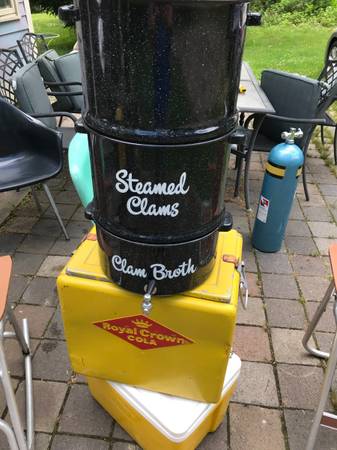 Steamed
Clams
Clam Broth
Royal Crown
COLA